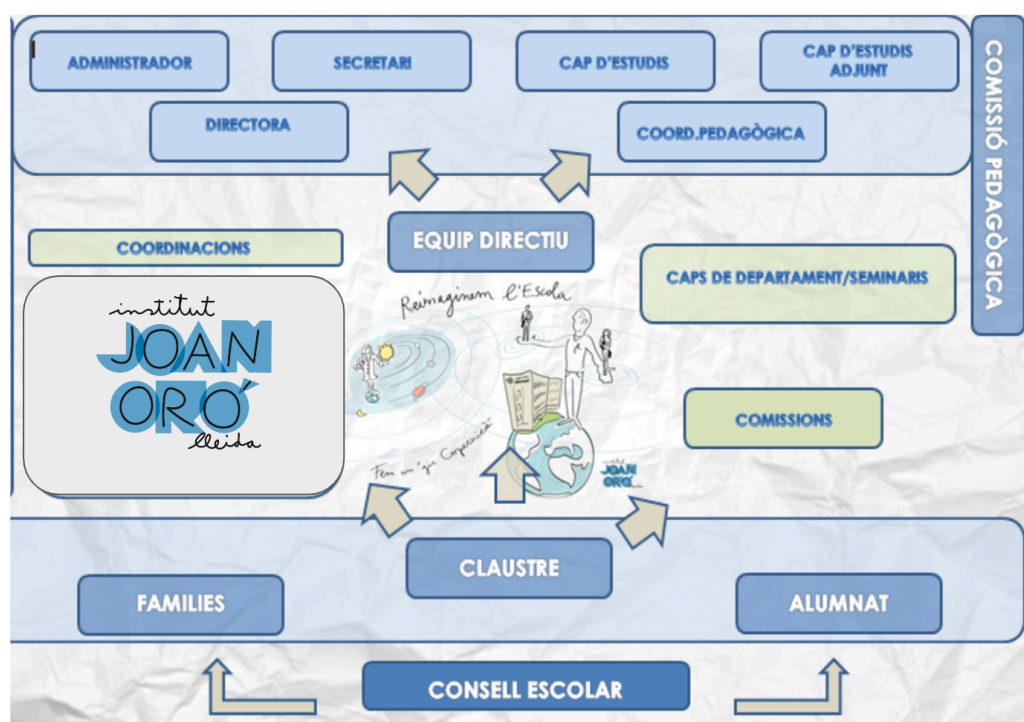 ADMINISTRADOR
SECRETARI
CAP D'ESTUDIS
CAP D'ESTUDIS
ADJUNT
DIRECTORA
COORD.PEDAGÒGICA
COMISSIÓ PEDAGÒGICA
EQUIP DIRECTIU
COORDINACIONS
CAPS DE DEPARTAMENT/SEMINARIS
institut
JOAN
ORÓ
lleida
Reimaginem l'Escola
COMISSIONS
Fem un gir Copernicà
JOAN
ORÓ
CLAUSTRE
FAMILIES
ALUMNAT
CONSELL ESCOLAR